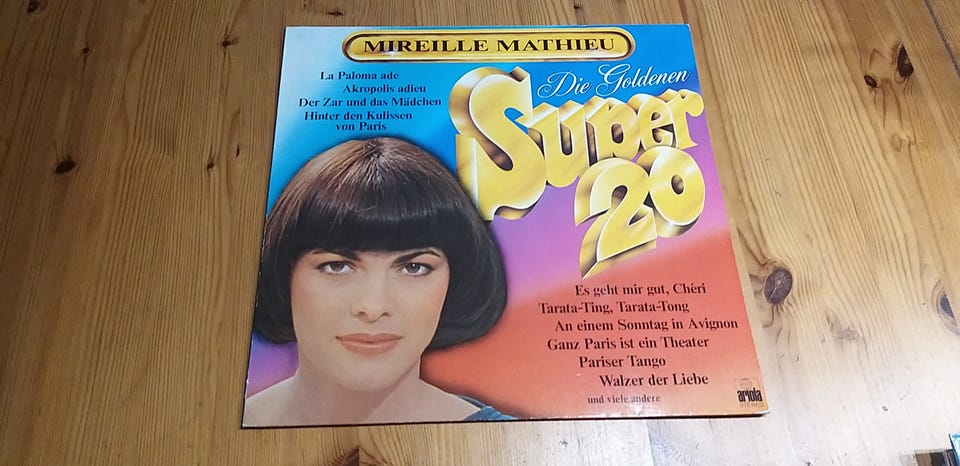 MIREILLE MATHIEU
La Paloma ade
Akropolis adieu
Der Zar und das Mädchen
Hinter den Kulissen
von Paris
Die Goldenen
Super
20
Es geht mir gut, Chéri
Tarata-Ting, Tarata-Tong
An einem Sonntag in Avignon
Ganz Paris ist ein Theater
Pariser Tango
Walzer der Liebe
und viele andere
ariola
STEREO